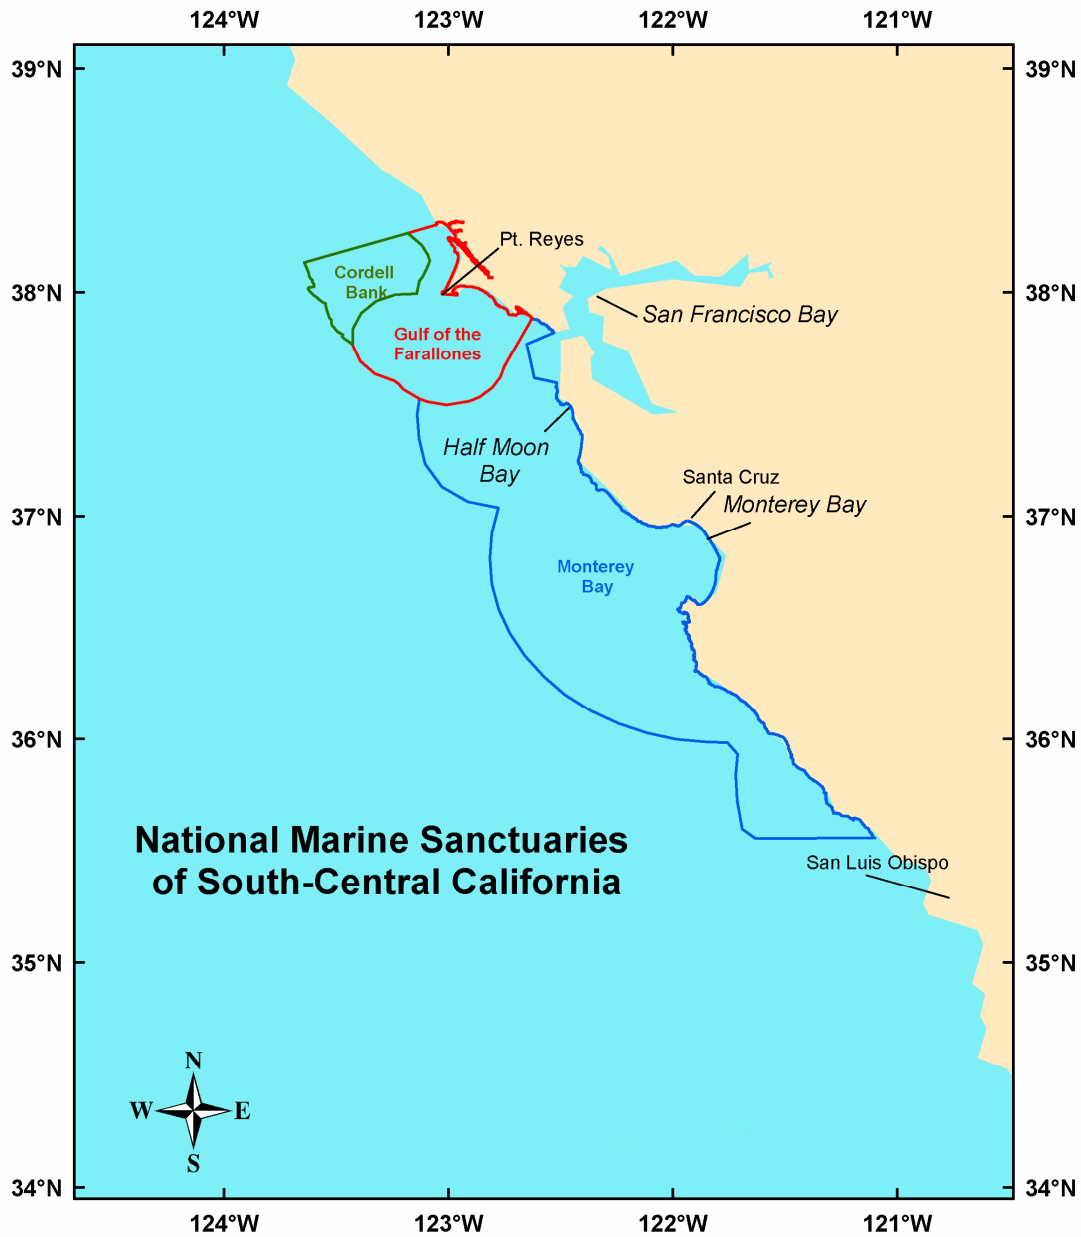 124°W 123°W 122°W 121°W
39°N 39°N
Pt. Reyes
Cordell
Bank
38°N 38°N
San Francisco Bay
Gulf of the
Farallones
Half Moon
Bay
Santa Cruz
Monterey Bay
37°N 37°N
Monterey
Bay
36°N 36°N
National Marine Sanctuaries
of South-Central California
San Luis Obispo
35°N 35°N
N
W E
S
34°N 34°N
124°W 123°W 122°W 121°W